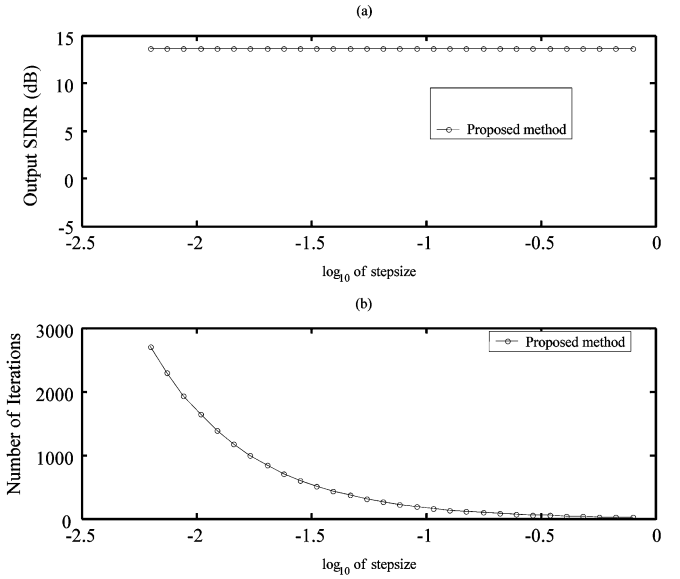 (a)
15
10
5
0
-5
Output SINR (dB)
Proposed method
-2.5 -2 -1.5 -1 -0.5 0
log10 of stepsize
(b)
3000
2000
1000
0
Number of Iterations
Proposed method
-2.5 -2 -1.5 -1 -0.5 0
log10 of stepsize